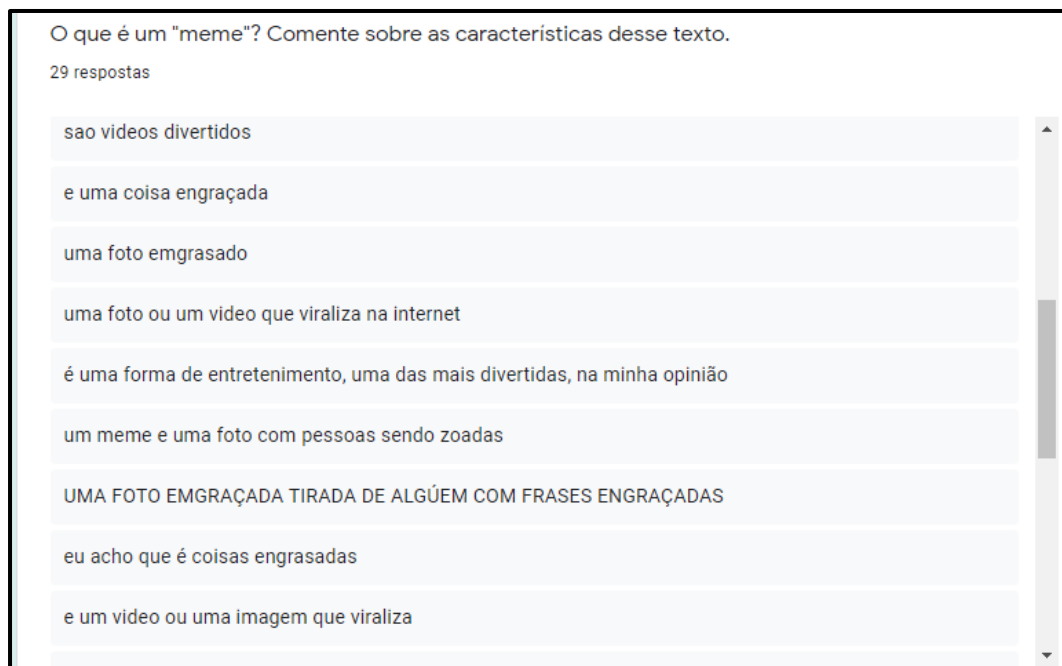 O que é um "meme"? Comente sobre as características desse texto.
29 respostas
sao videos divertidos
e uma coisa engraçada
uma foto emgrasado
uma foto ou um video que viraliza na internet
é uma forma de entretenimento, uma das mais divertidas, na minha opinião
um meme e uma foto com pessoas sendo zoadas
UMA FOTO EMGRAÇADA TIRADA DE ALGÚEM COM FRASES ENGRAÇADAS
eu acho que é coisas engrasadas
e um video ou uma imagem que viraliza